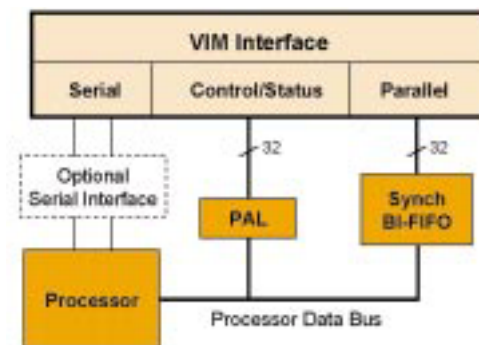 VIM Interface
Serial
Control/Status
Parallel
32
32
Optional
Serial Interface
PAL
Synch
BI-FIFO
Processor
Processor Data Bus